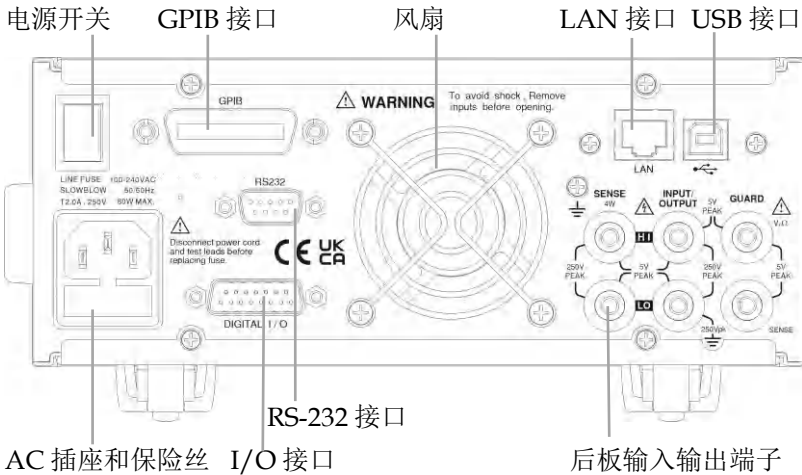 电源开关 GPIB 接口 风扇 LAN 接口 USB 接口
GPIB
WARNING
To avoid shock , Remove
inputs before opening.
LAN
LINE FUSE 100-240VAC
SLOWBLOW 50/60Hz
T2.0A . 250V 80W MAX.
RS232
Disconnect power cord
and test leads before
replacing fuse.
CE UK
CA
DIGITAL I / O
SENSE
4W
INPUT/
OUTPUT
5V
PEAK
GUARD
VΩ
HI
250V
PEAK
5V
PEAK
250V
PEAK
5V
PEAK
LO
250Vpk
SENSE
RS-232 接口
AC 插座和保险丝 I/O 接口 后板输入输出端子